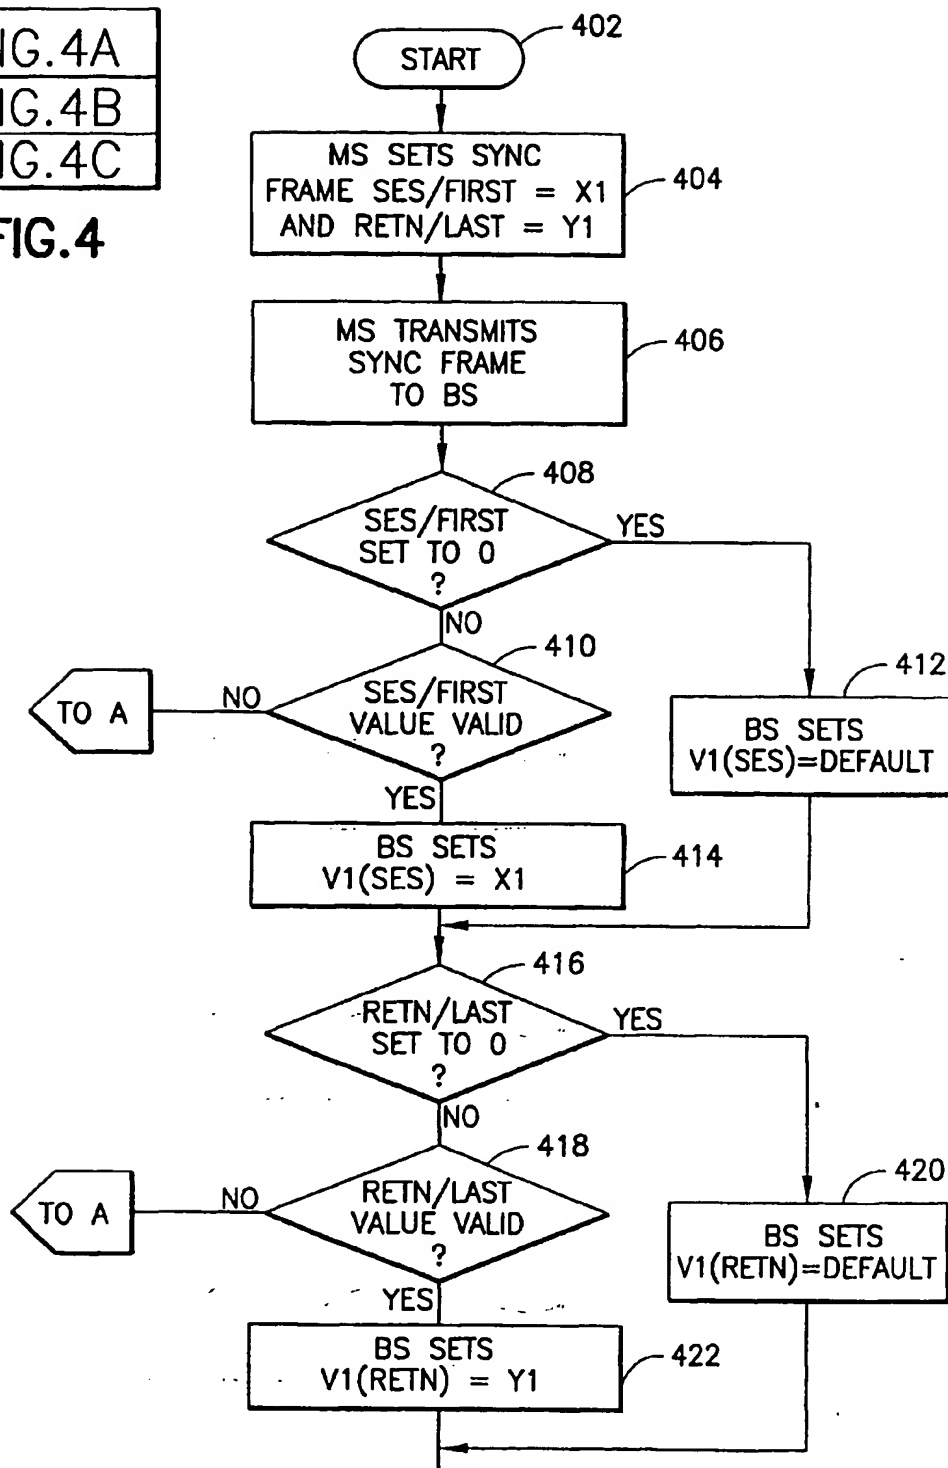 IG.4A
IG.4B
IG.4C
FIG.4
START
402
MS SETS SYNC
FRAME SES/FIRST = X1
AND RETN/LAST = Y1
404
MS TRANSMITS
SYNC FRAME
TO BS
406
408
SES/FIRST
SET TO 0
?
YES
NO
410
SES/FIRST
VALUE VALID
?
NO
TO A
YES
412
BS SETS
V1(SES)=DEFAULT
BS SETS
V1(SES) = X1
414
416
RETN/LAST
SET TO 0
?
YES
NO
418
RETN/LAST
VALUE VALID
?
NO
TO A
YES
420
BS SETS
V1(RETN)=DEFAULT
BS SETS
V1(RETN) = Y1
422